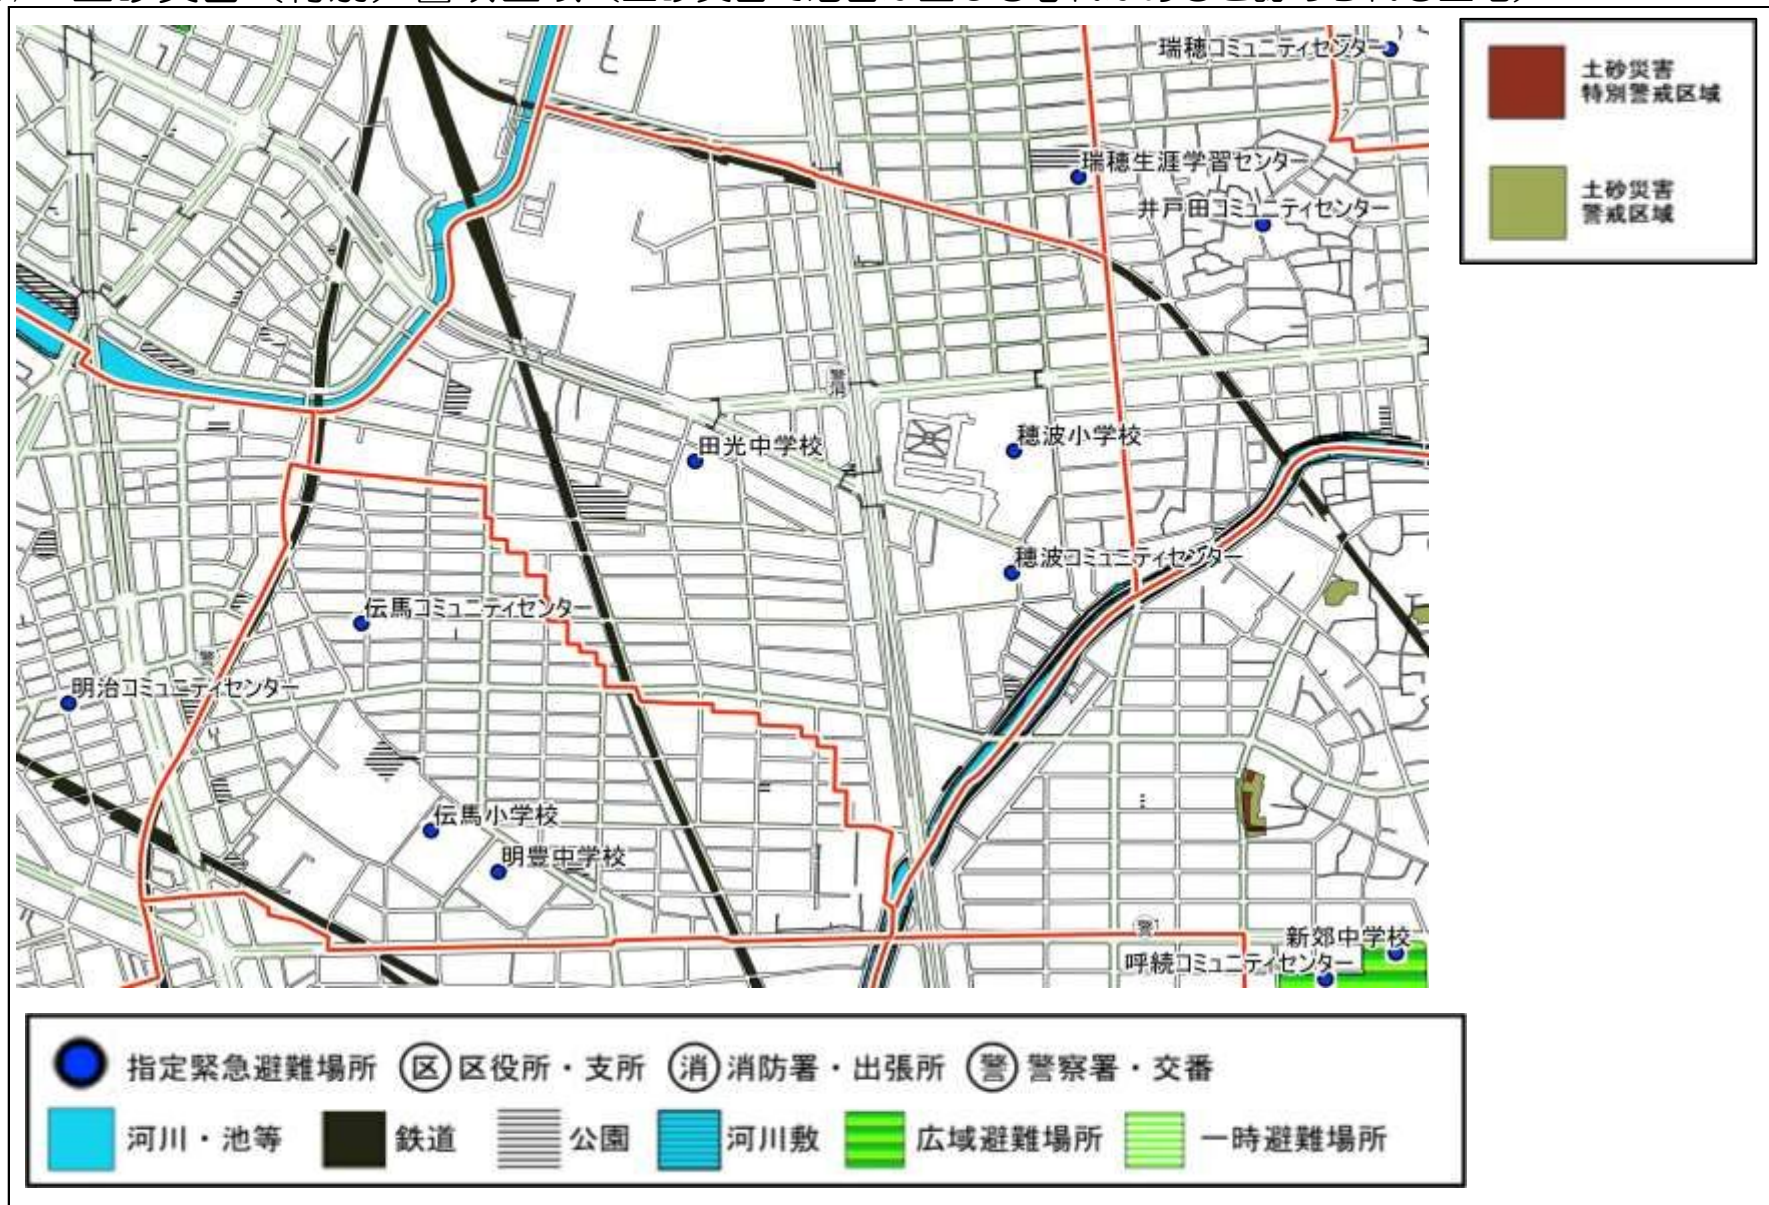 瑞穂コミュニティセンター
土砂災害
特別警戒区域
瑞穂生涯学習センター
井戸田コミュニティセンター
土砂災害
警戒区域
警
消
田光中学校
穂波小学校
穂波コミュニティセンター
伝馬コミュニティセンター
警
明治コミュニティセンター
伝馬小学校
明豊中学校
警
新郊中学校
呼続コミュニティセンター
指定緊急避難場所 区 区役所・支所 消 消防署・出張所 警 警察署・交番
河川・池等 鉄道 公園 河川敷 広域避難場所 一時避難場所